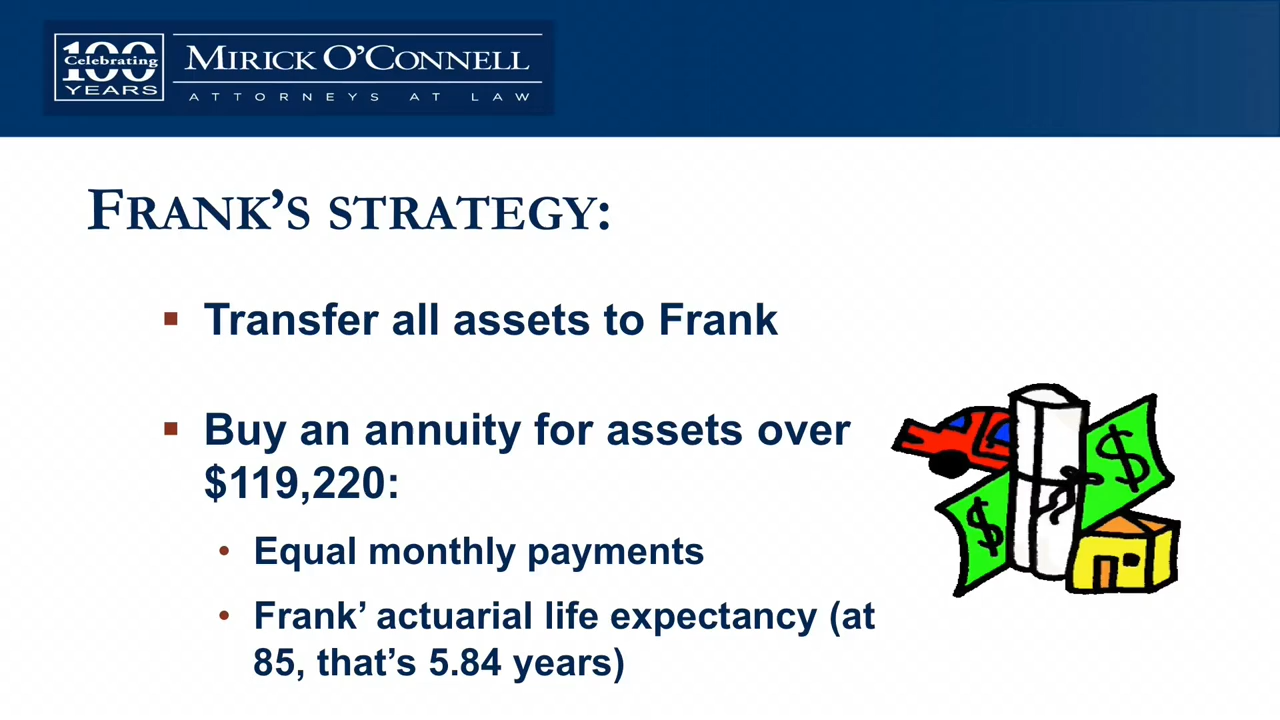 100
Celebrating
YEARS
MIRICK O'CONNELL
ATTORNEYS AT LAW
FRANK'S STRATEGY:
▪ Transfer all assets to Frank
▪ Buy an annuity for assets over
$119,220:
• Equal monthly payments
• Frank' actuarial life expectancy (at
85, that's 5.84 years)
$
$